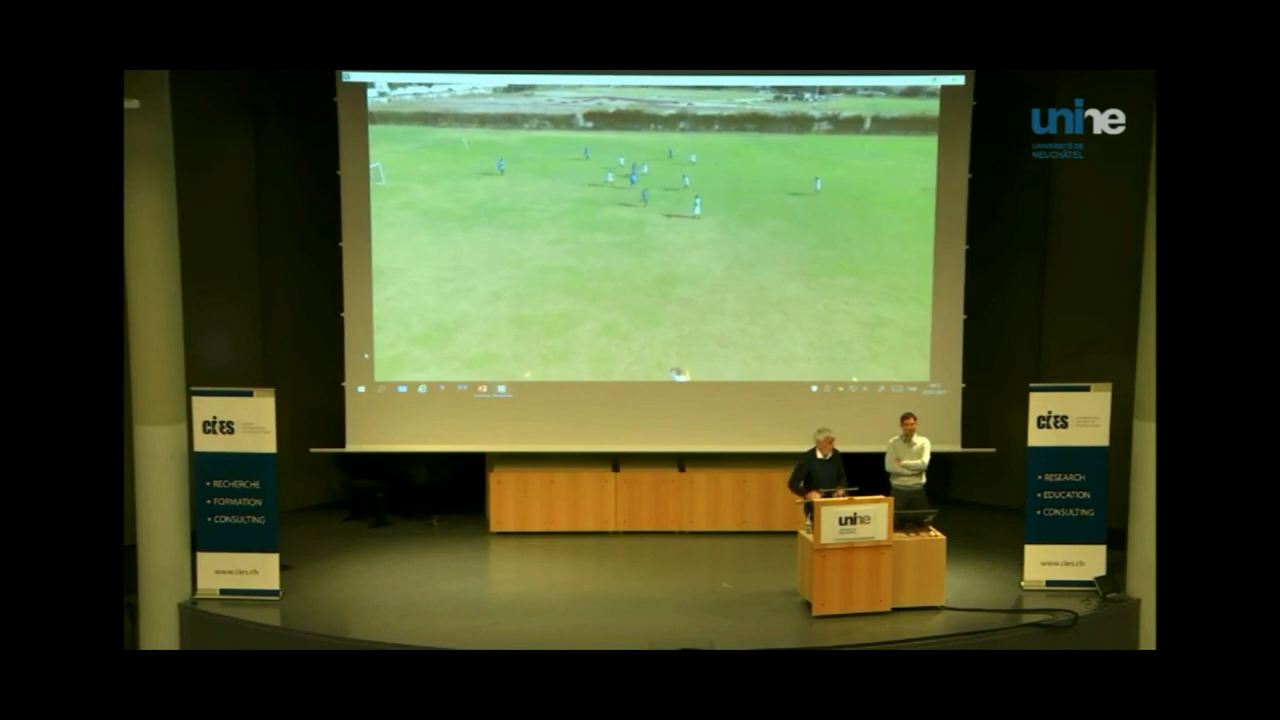 unine
UNIVERSITÉ DE
NEUCHÂTEL
CIES
• RECHERCHE
• FORMATION
• CONSULTING
www.cies.ch
CIES
• RESEARCH
• EDUCATION
• CONSULTING
www.cies.ch
unine